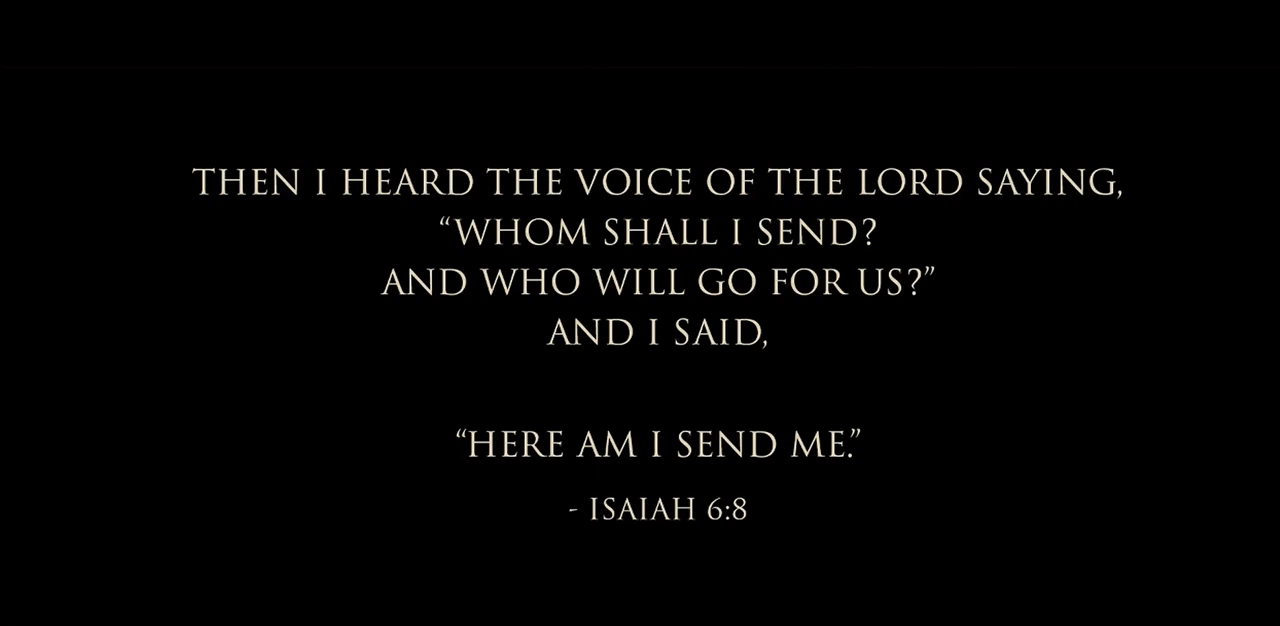 THEN I HEARD THE VOICE OF THE LORD SAYING,
“WHOM SHALL I SEND?
AND WHO WILL GO FOR US?”
AND I SAID,
“HERE AM I SEND ME.”
- ISAIAH 6:8